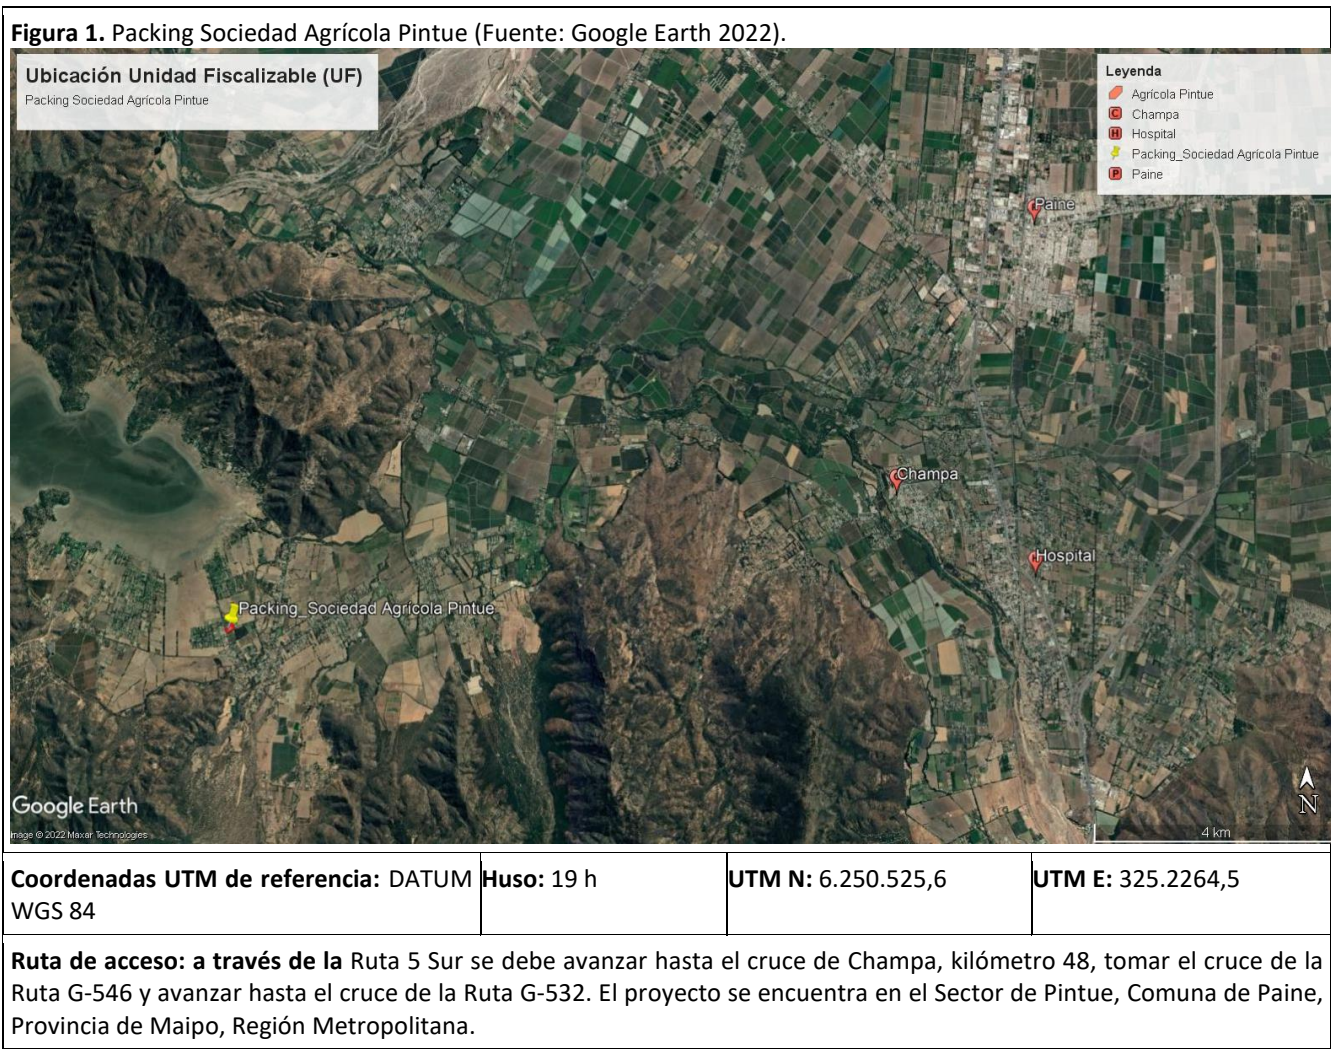 Figura 1. Packing Sociedad Agrícola Pintue (Fuente: Google Earth 2022).
Ubicación Unidad Fiscalizable (UF)
Packing Sociedad Agrícola Pintue
Leyenda
Agrícola Pintue
C Champa
H Hospital
Packing_Sociedad Agrícola Pintue
P Paine
Paine
Champa
Hospital
Packing_Sociedad Agrícola Pintue
Google Earth
Image © 2022 Maxar Technologies
N
4 km
Coordenadas UTM de referencia: DATUM
WGS 84
Huso: 19 h
UTM N: 6.250.525,6
UTM E: 325.2264,5
Ruta de acceso: a través de la Ruta 5 Sur se debe avanzar hasta el cruce de Champa, kilómetro 48, tomar el cruce de la
Ruta G-546 y avanzar hasta el cruce de la Ruta G-532. El proyecto se encuentra en el Sector de Pintue, Comuna de Paine,
Provincia de Maipo, Región Metropolitana.